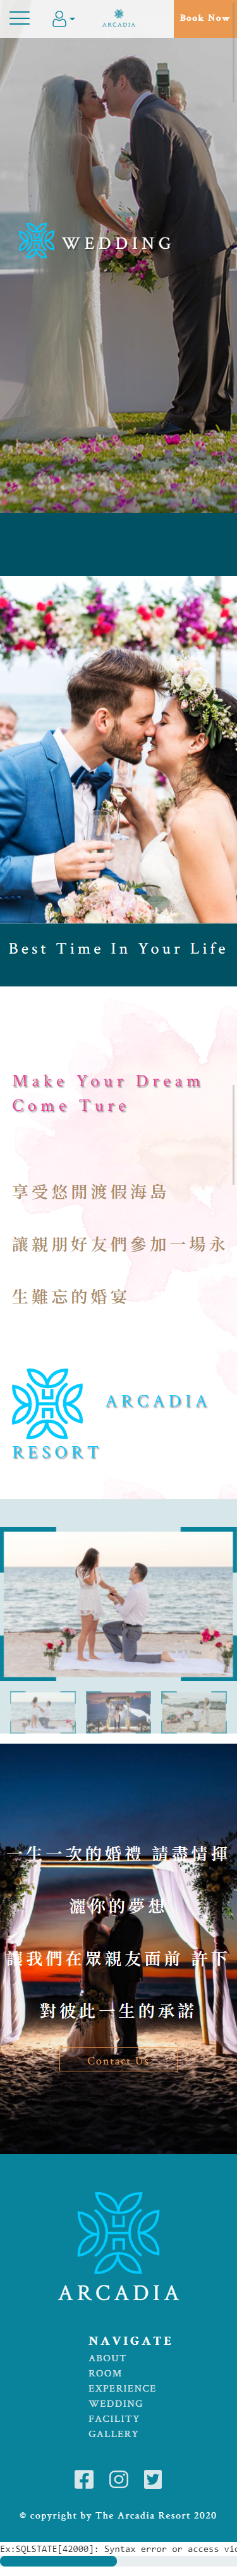 ARCADIA
Book Now
WEDDING
Best Time In Your Life
Make Your Dream
Come Ture
享受悠閒渡假海島
讓親朋好友們參加一場永
生難忘的婚宴
ARCADIA
RESORT
一生一次的婚禮 請盡情揮
灑你的夢想
讓我們在眾親友面前 許下
對彼此一生的承諾
Contact Us
ARCADIA
NAVIGATE
ABOUT
ROOM
EXPERIENCE
WEDDING
FACILITY
GALLERY
© copyright by The Arcadia Resort 2020
Ex:SQLSTATE[42000]: Syntax error or access vio